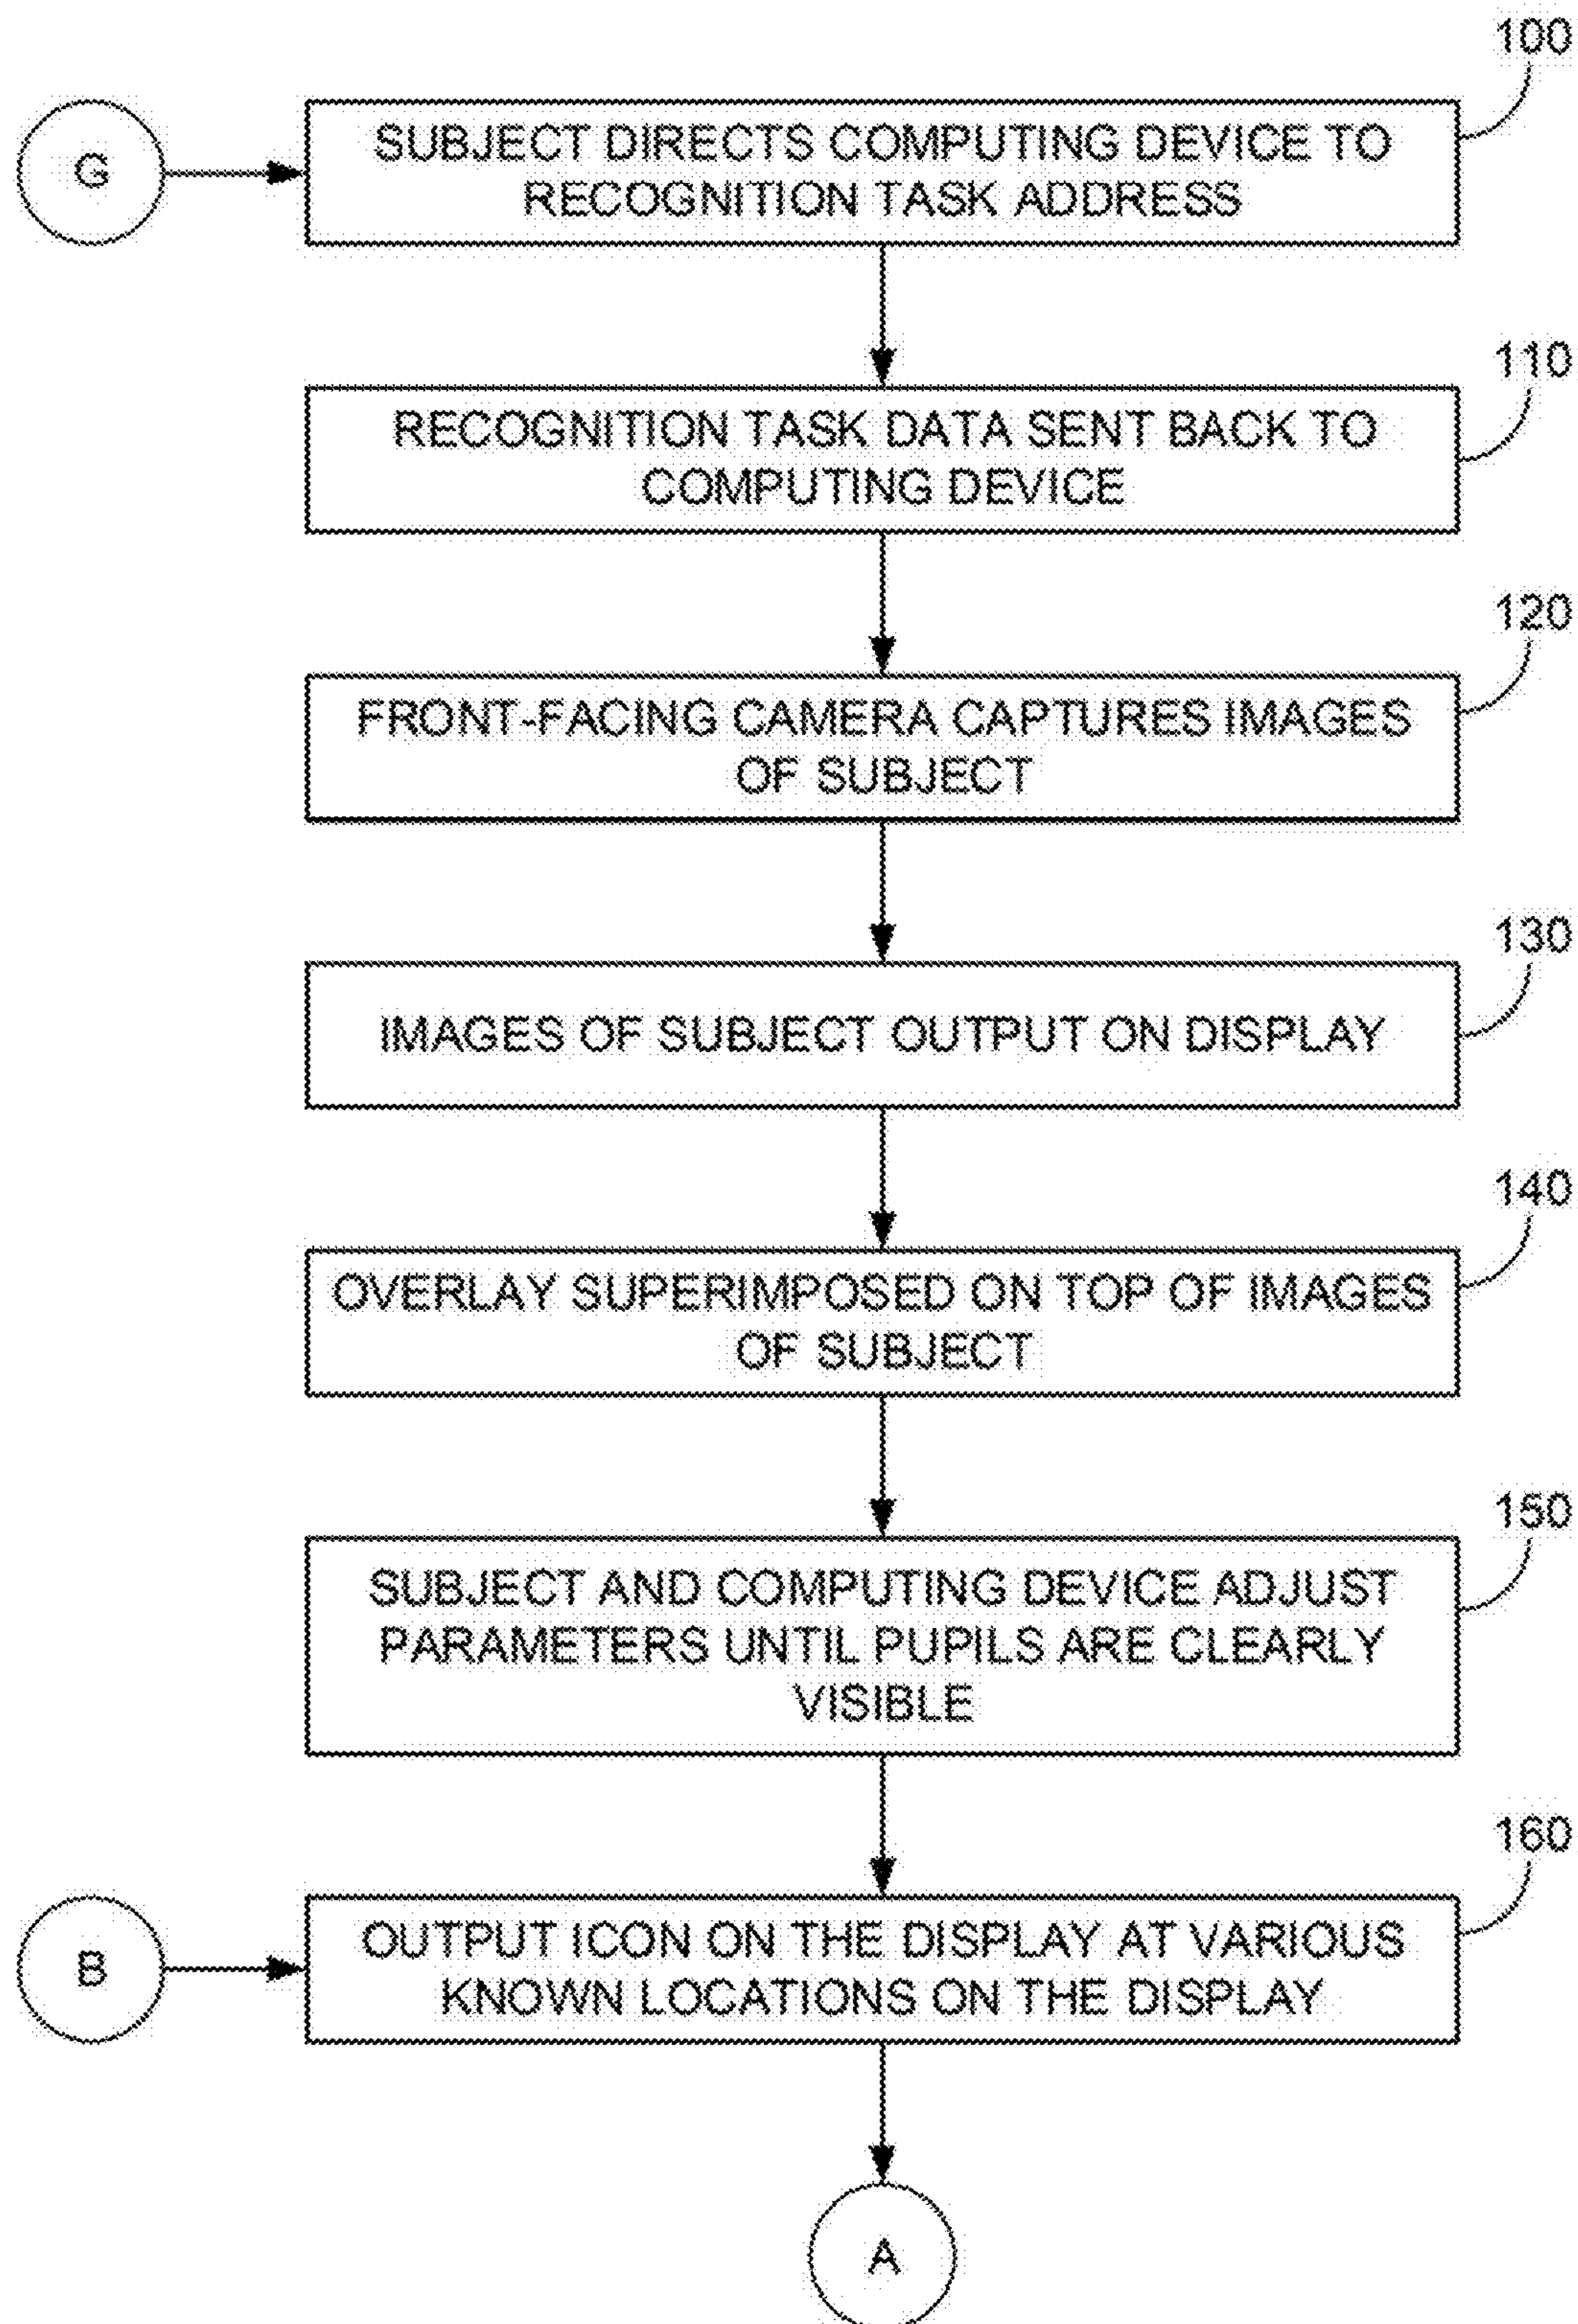 100
G
SUBJECT DIRECTS COMPUTING DEVICE TO
RECOGNITION TASK ADDRESS
110
RECOGNITION TASK DATA SENT BACK TO
COMPUTING DEVICE
120
FRONT-FACING CAMERA CAPTURES IMAGES
OF SUBJECT
130
IMAGES OF SUBJECT OUTPUT ON DISPLAY
140
OVERLAY SUPERIMPOSED ON TOP OF IMAGES
OF SUBJECT
150
SUBJECT AND COMPUTING DEVICE ADJUST
PARAMETERS UNTIL PUPILS ARE CLEARLY
VISIBLE
160
B
OUTPUT ICON ON THE DISPLAY AT VARIOUS
KNOWN LOCATIONS ON THE DISPLAY
A